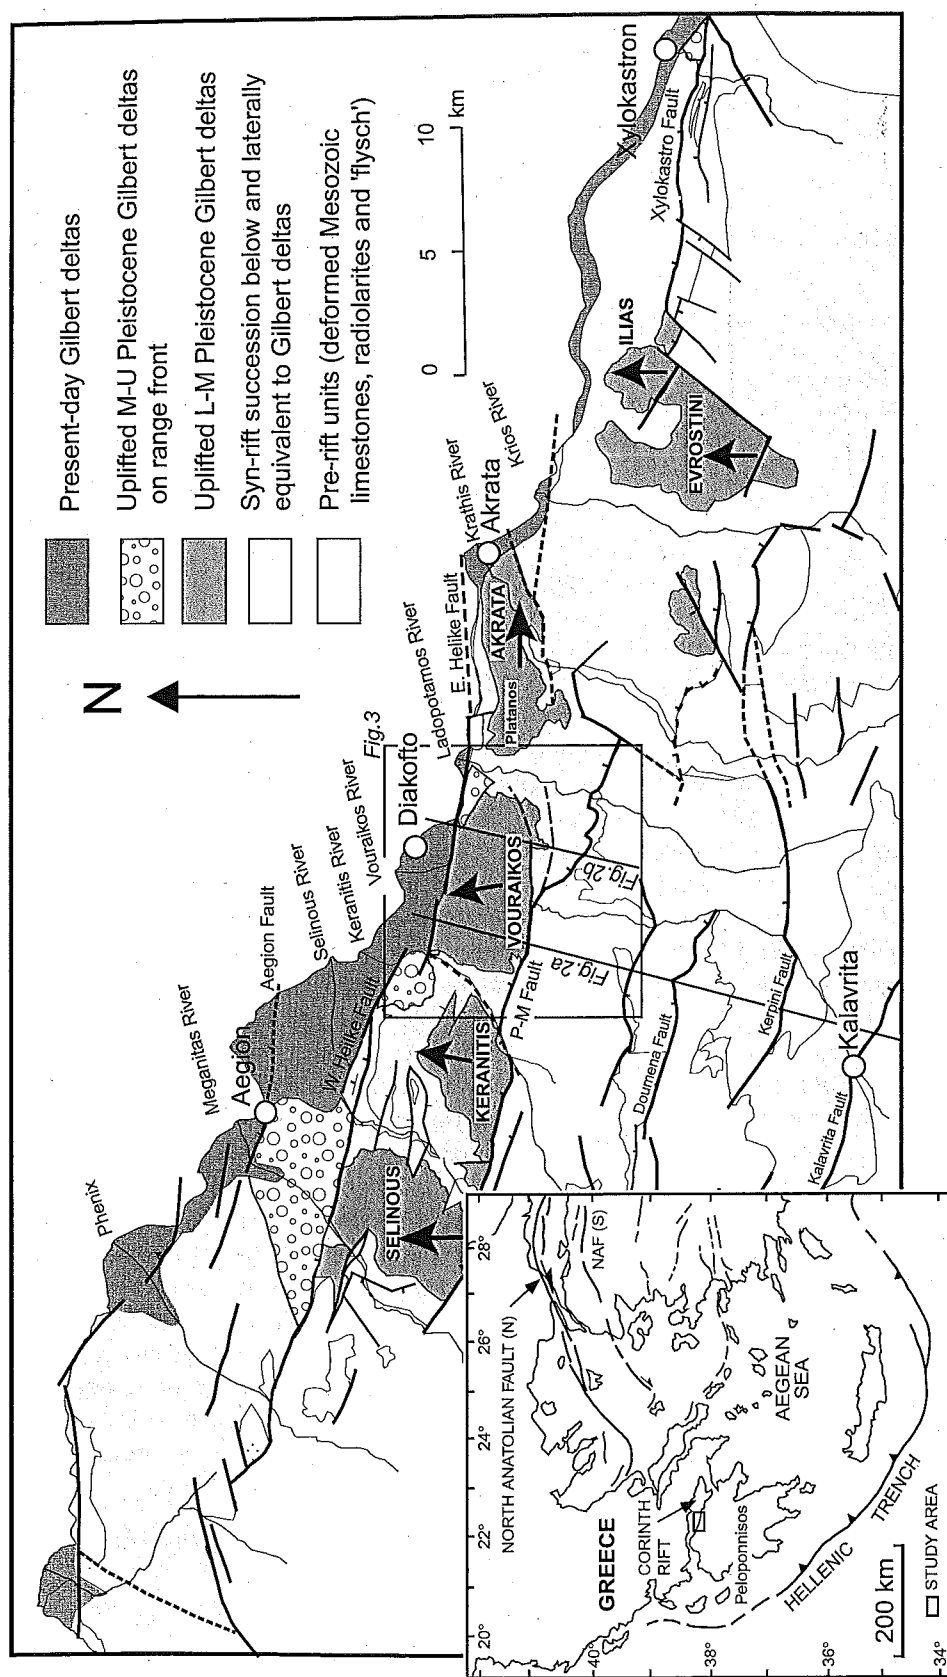 Present-day Gilbert deltas
Uplifted M-U Pleistocene Gilbert deltas
on range front
Uplifted L-M Pleistocene Gilbert deltas
Syn-rift succession below and laterally
equivalent to Gilbert deltas
Pre-rift units (deformed Mesozoic
limestones, radiolarites and 'flysch')
0
5
10
km
N
Phenix
Meganitas River
Aegion
Aegion Fault
Selinous River
Keranitis River
Vouraikos River
Fig.3
Diakofto
Ladopotamos River
E. Helike Fault
Krathis River
Akrata
Krios River
Xylokastron
Xylokastro Fault
W. Helike Fault
SELINOUS
KERANITIS
VOURAIKOS
Platanos
AKRATA
ILIAS
EVROSTINI
P-M Fault
Fig.2a
Fig.2b
Doumena Fault
Kerpini Fault
Kalavrita
Kalavrita Fault
20°
22°
24°
26°
28°
40°
38°
36°
34°
NORTH ANATOLIAN FAULT (N)
NAF (S)
GREECE
CORINTH
RIFT
Peloponnisos
AEGEAN
SEA
HELLENIC
TRENCH
200 km
STUDY AREA